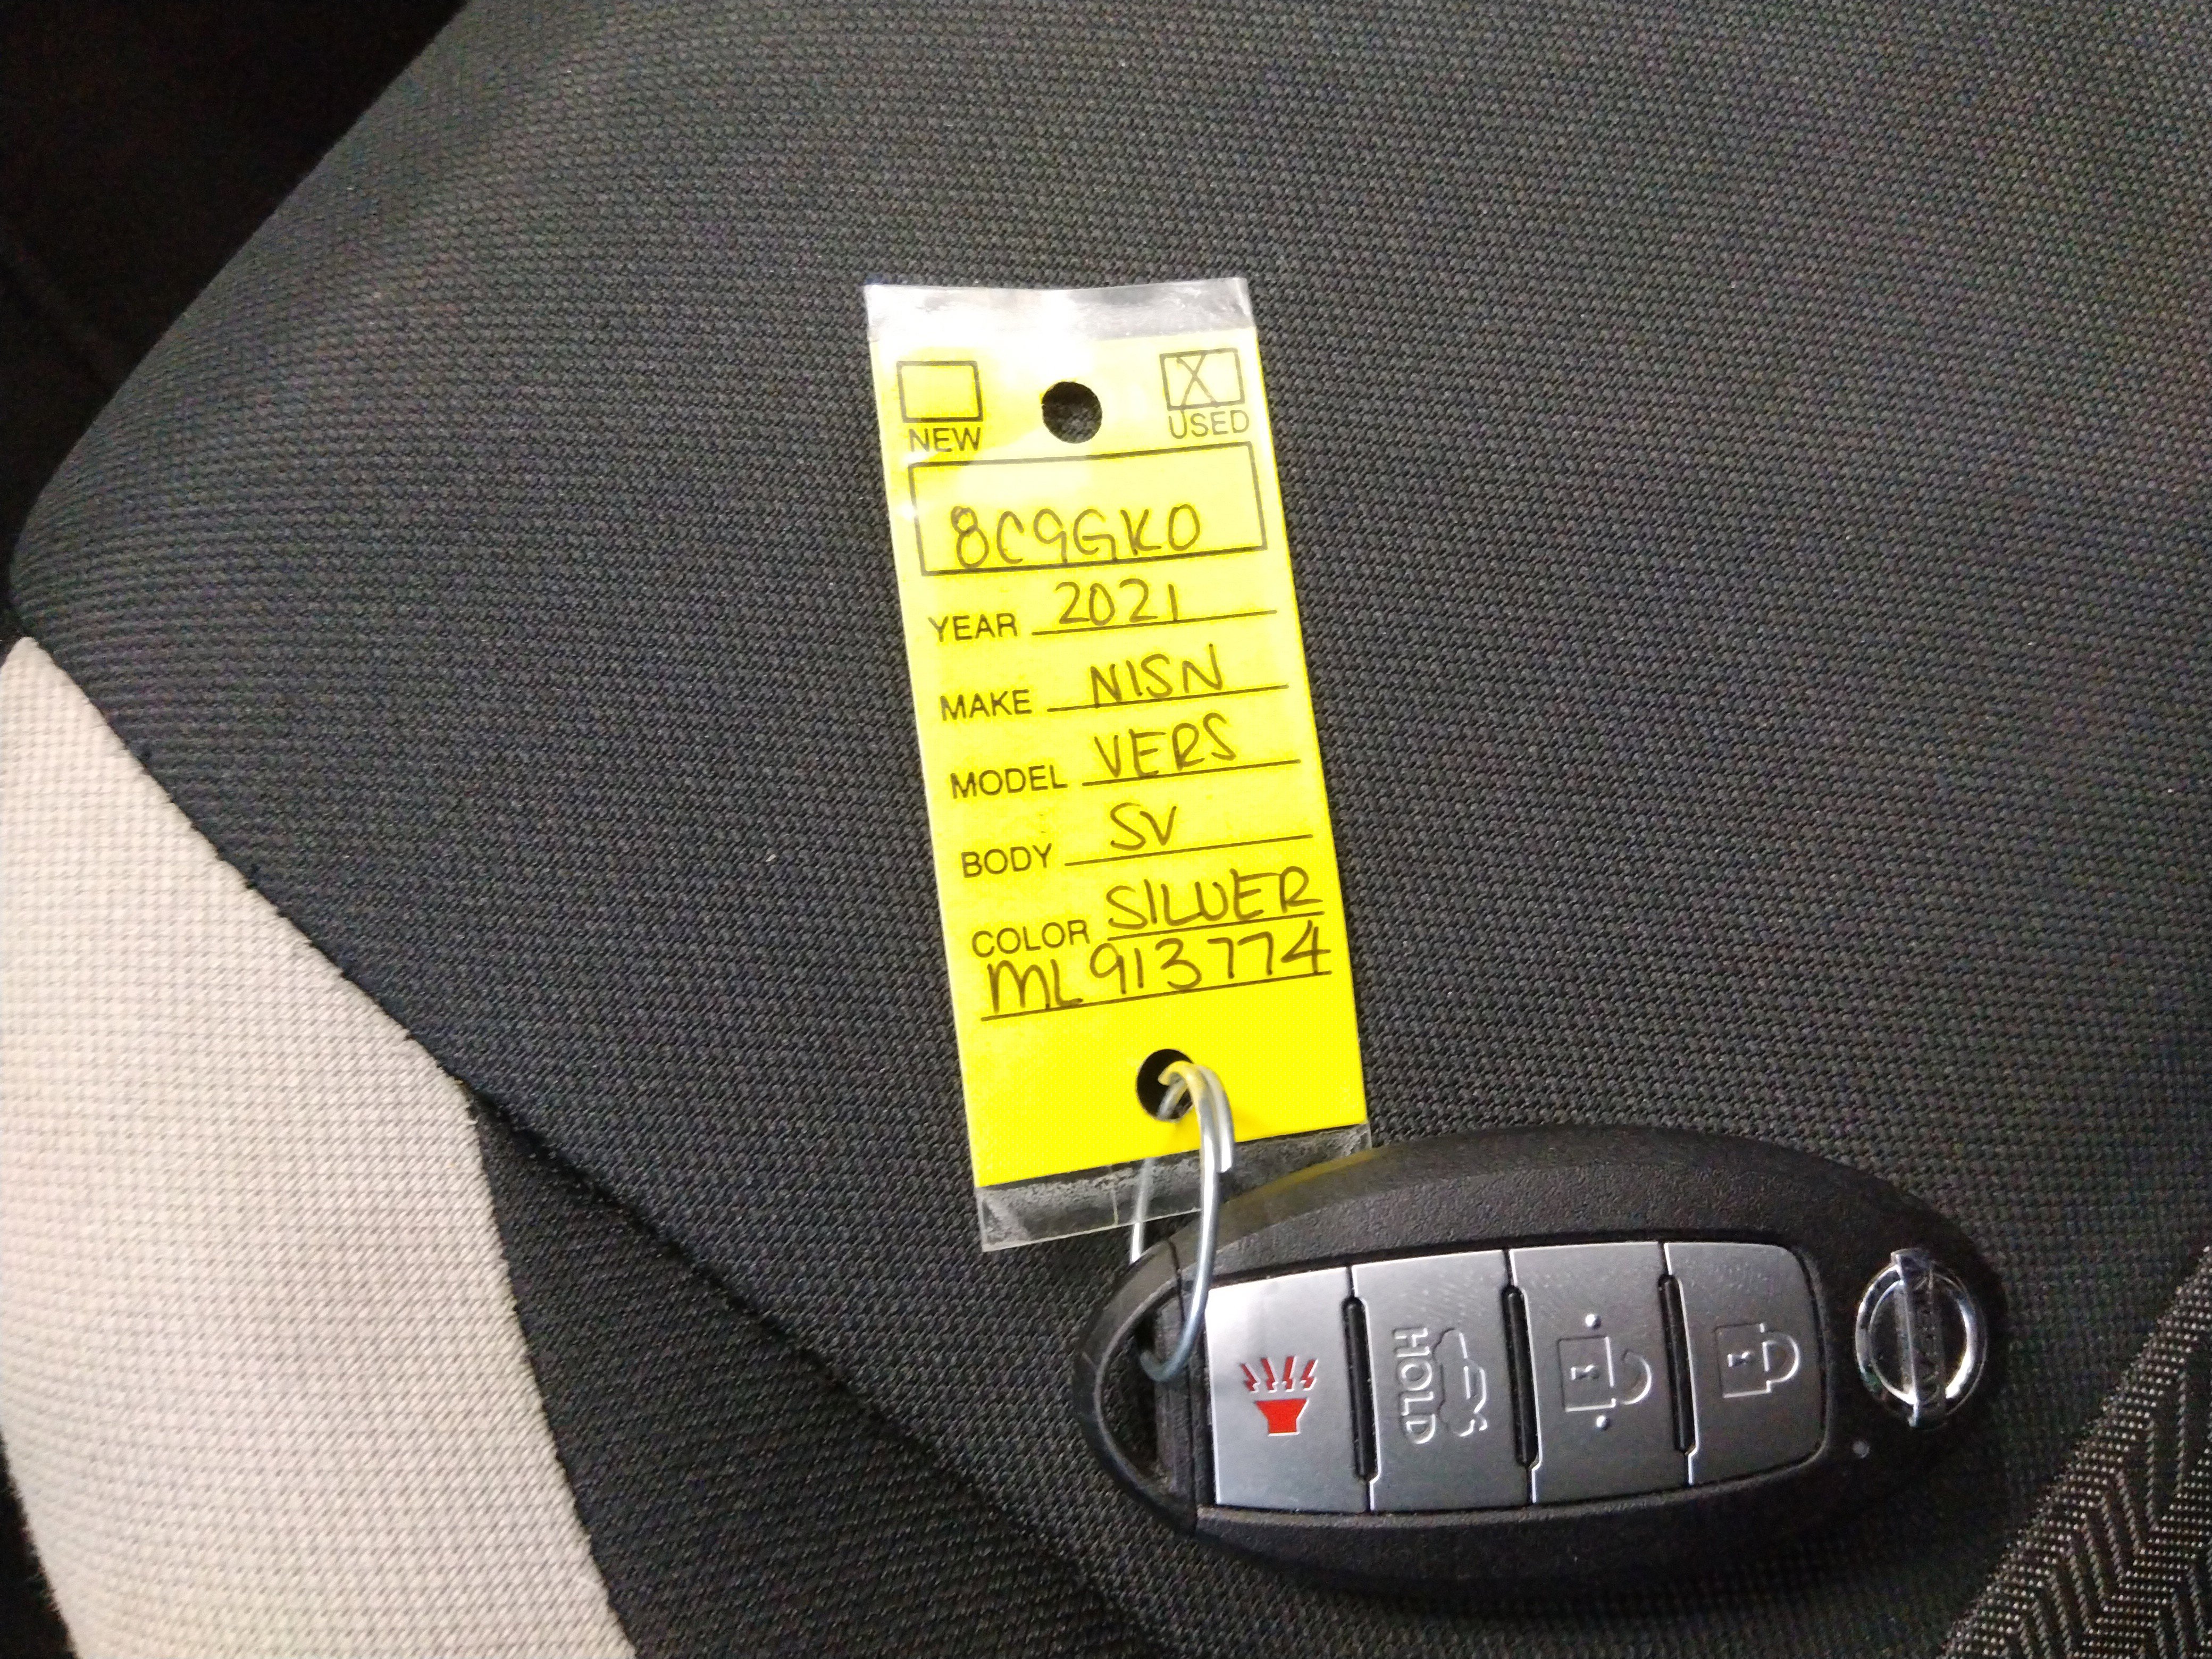 NEW USED
8C9GK0
YEAR 2021
MAKE NISN
MODEL VERS
BODY SV
COLOR SILVER
ML913774
HOLD